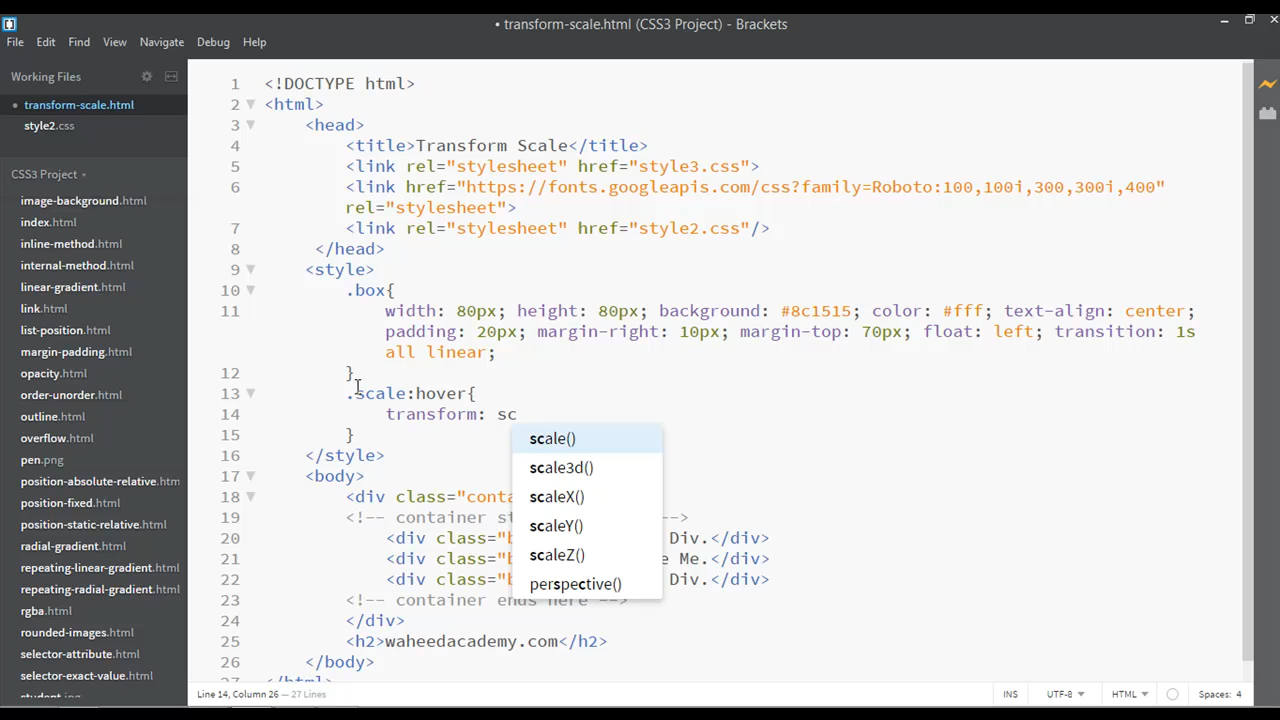 • transform-scale.html (CSS3 Project) - Brackets
File Edit Find View Navigate Debug Help
Working Files
• transform-scale.html
style2.css
CSS3 Project
image-background.html
index.html
inline-method.html
internal-method.html
linear-gradient.html
link.html
list-position.html
margin-padding.html
opacity.html
order-unorder.html
outline.html
overflow.html
pen.png
position-absolute-relative.htm
position-fixed.html
position-static-relative.html
radial-gradient.html
repeating-linear-gradient.htm
repeating-radial-gradient.htm
rgba.html
rounded-images.html
selector-attribute.html
selector-exact-value.html
student.jpg
1 <!DOCTYPE html>
2 <html>
3 <head>
4 <title>Transform Scale</title>
5 <link rel="stylesheet" href="style3.css">
6 <link href="https://fonts.googleapis.com/css?family=Roboto:100,100i,300,300i,400"
rel="stylesheet">
7 <link rel="stylesheet" href="style2.css"/>
8 </head>
9 <style>
10 .box{
11 width: 80px; height: 80px; background: #8c1515; color: #fff; text-align: center;
padding: 20px; margin-right: 10px; margin-top: 70px; float: left; transition: 1s
all linear;
12 }
13 .scale:hover{
14 transform: sc
15 }
16 </style>
17 <body>
18 <div class="conta
19 <!-- container st -->
20 <div class="b Div.</div>
21 <div class="b e Me.</div>
22 <div class="b Div.</div>
23 <!-- container ends here -->
24 </div>
25 <h2>waheedacademy.com</h2>
26 </body>
27 </html>
scale()
scale3d()
scaleX()
scaleY()
scaleZ()
perspective()
Line 14, Column 26 — 27 Lines
INS UTF-8 HTML Spaces: 4